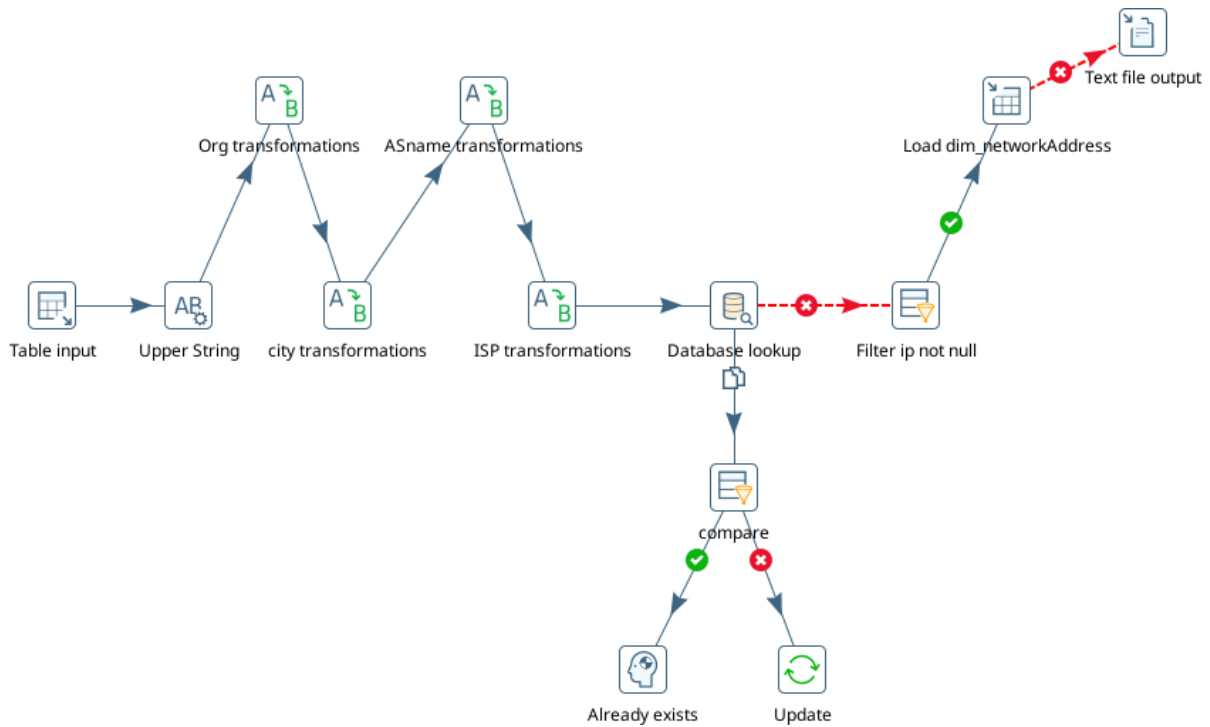 Text file output
Org transformations
ASname transformations
Load dim_networkAddress
Table input
Upper String
city transformations
ISP transformations
Database lookup
Filter ip not null
compare
Already exists
Update